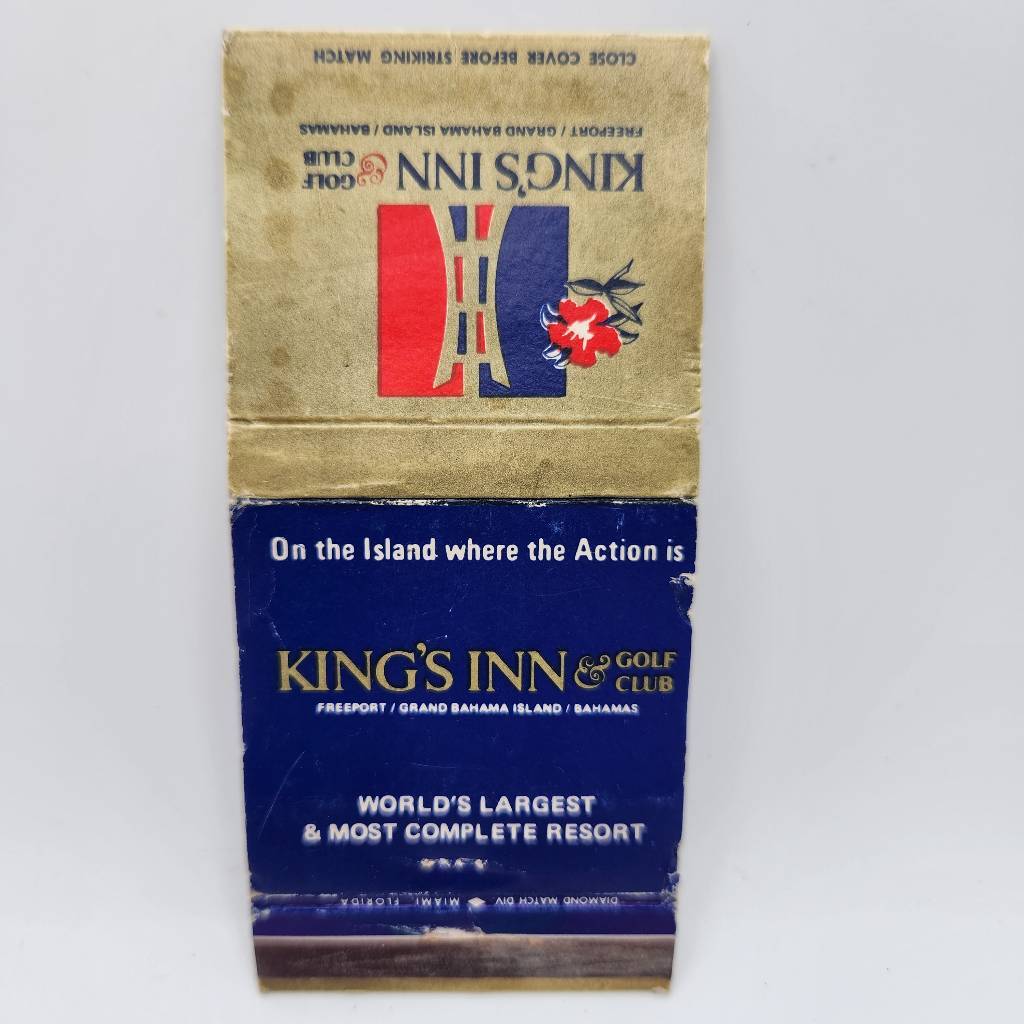 CLOSE COVER BEFORE STRIKING MATCH
FREEPORT / GRAND BAHAMA ISLAND / BAHAMAS
KING'S INN & GOLF CLUB
On the Island where the Action is
KING'S INN & GOLF CLUB
FREEPORT / GRAND BAHAMA ISLAND / BAHAMAS
WORLD'S LARGEST
& MOST COMPLETE RESORT
DIAMOND MATCH DIV. MIAMI FLORIDA